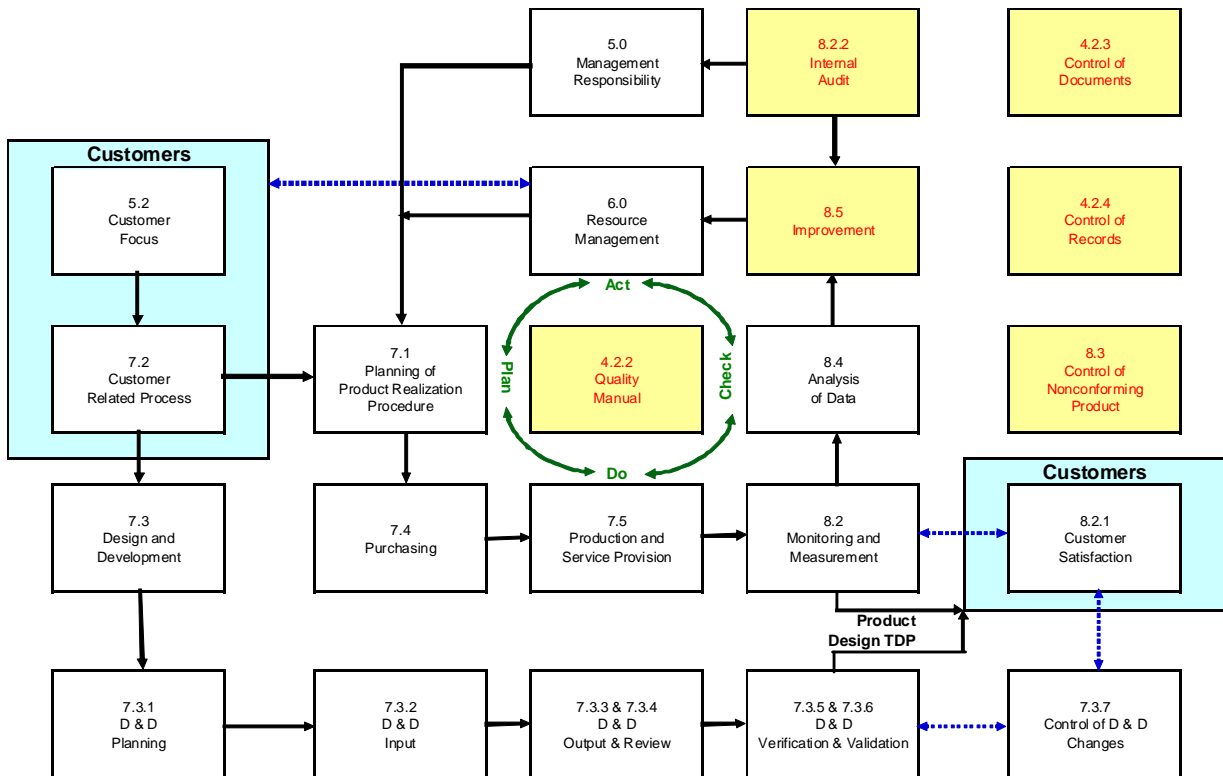 5.0
Management
Responsibility
8.2.2
Internal
Audit
4.2.3
Control of
Documents
Customers
5.2
Customer
Focus
6.0
Resource
Management
8.5
Improvement
4.2.4
Control of
Records
Act
7.2
Customer
Related Process
7.1
Planning of
Product Realization
Procedure
Plan
4.2.2
Quality
Manual
Check
8.4
Analysis
of Data
8.3
Control of
Nonconforming
Product
Do
Customers
7.3
Design and
Development
7.4
Purchasing
7.5
Production and
Service Provision
8.2
Monitoring and
Measurement
8.2.1
Customer
Satisfaction
Product
Design TDP
7.3.1
D & D
Planning
7.3.2
D & D
Input
7.3.3 & 7.3.4
D & D
Output & Review
7.3.5 & 7.3.6
D & D
Verification & Validation
7.3.7
Control of D & D
Changes